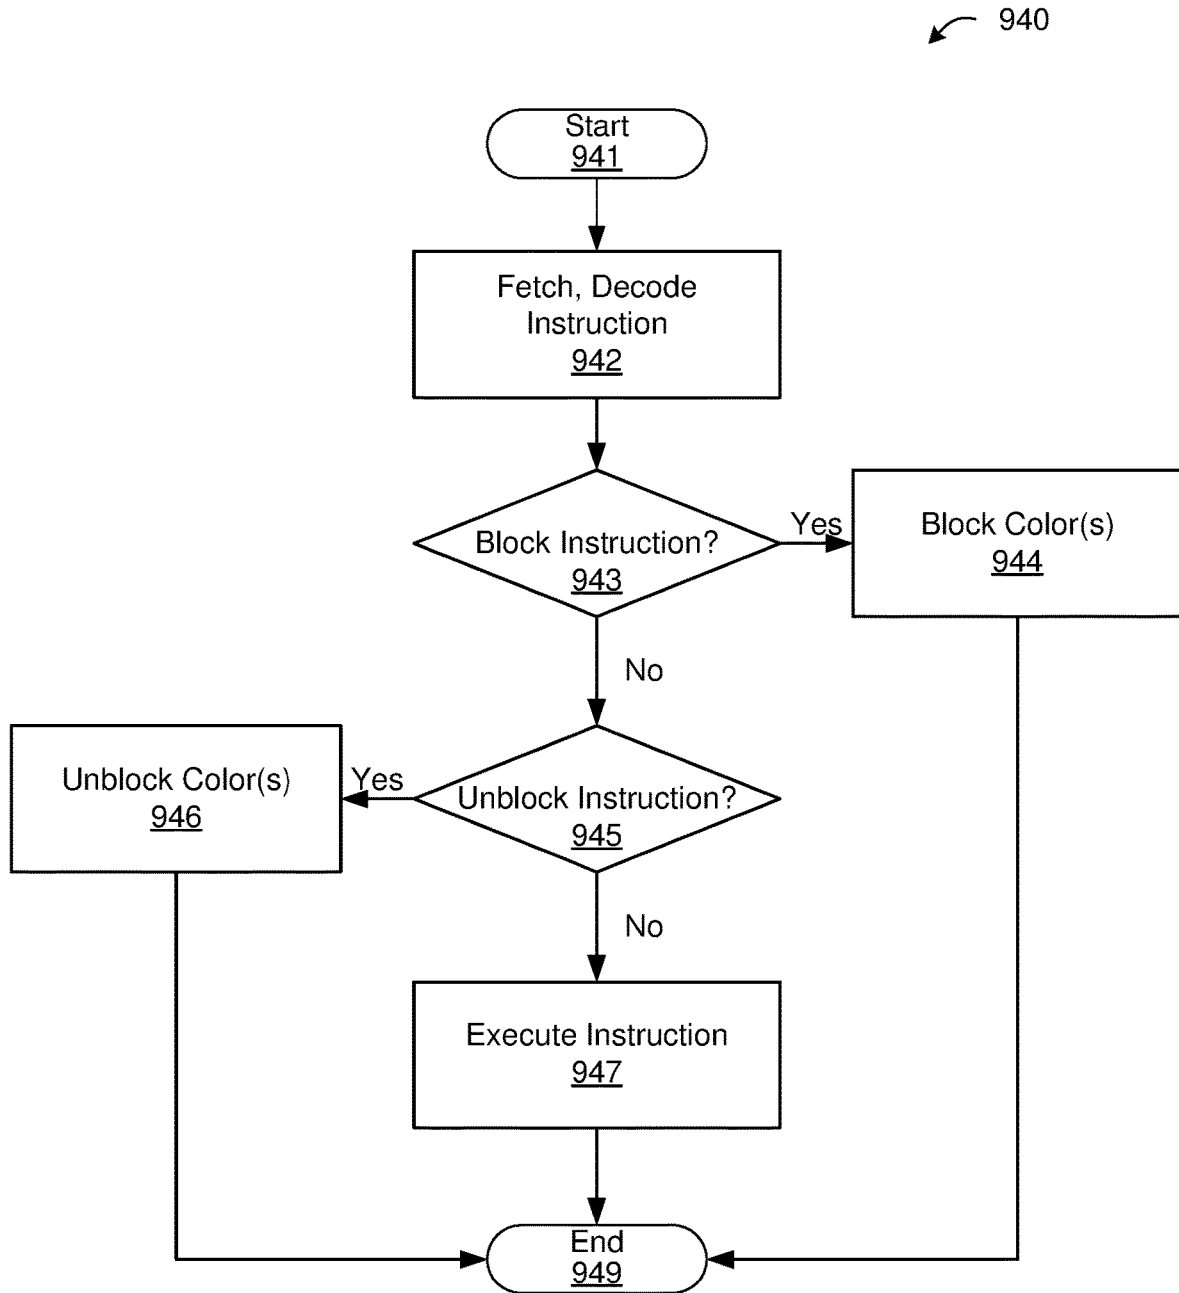 940
Start
941
Fetch, Decode
Instruction
942
Block Instruction?
943
Yes
Block Color(s)
944
No
Unblock Color(s)
946
Yes
Unblock Instruction?
945
No
Execute Instruction
947
End
949